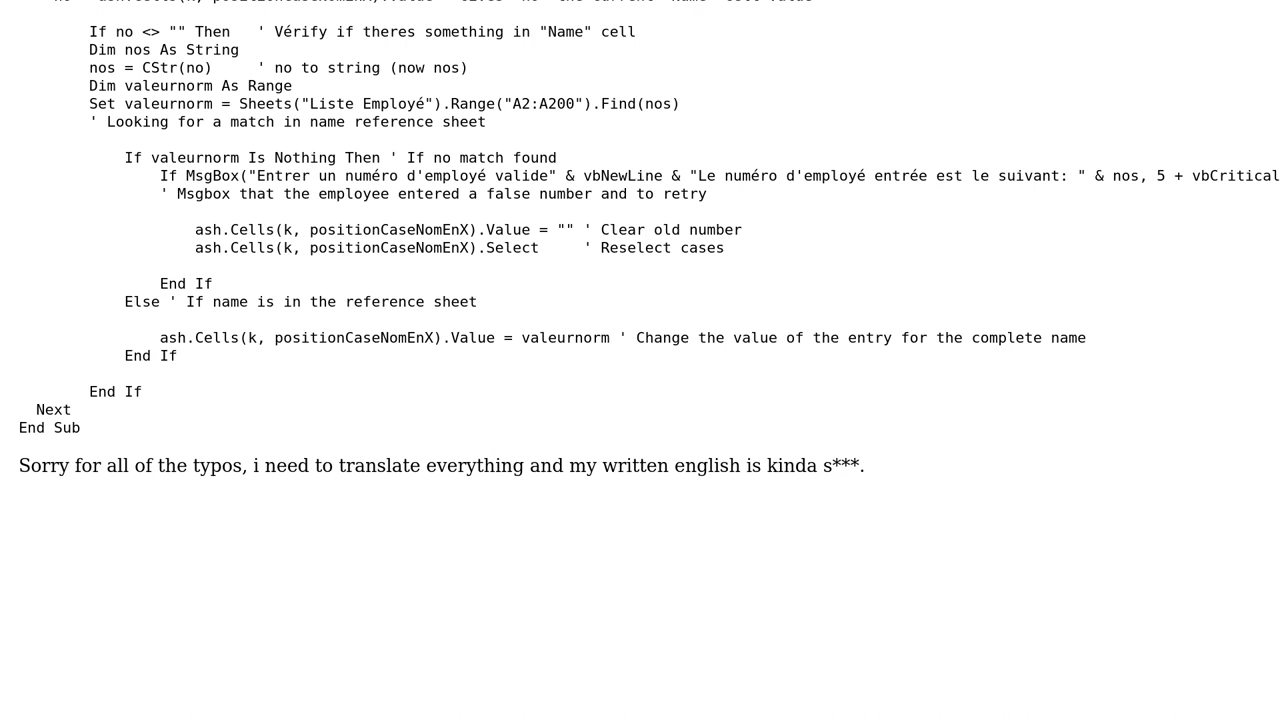 If no <> "" Then   ' Vérify if theres something in "Name" cell
Dim nos As String
nos = CStr(no)     ' no to string (now nos)
Dim valeurnorm As Range
Set valeurnorm = Sheets("Liste Employé").Range("A2:A200").Find(nos)
' Looking for a match in name reference sheet
If valeurnorm Is Nothing Then ' If no match found
If MsgBox("Entrer un numéro d'employé valide" & vbNewLine & "Le numéro d'employé entrée est le suivant: " & nos, 5 + vbCritical
' Msgbox that the employee entered a false number and to retry
ash.Cells(k, positionCaseNomEnX).Value = "" ' Clear old number
ash.Cells(k, positionCaseNomEnX).Select     ' Reselect cases
End If
Else ' If name is in the reference sheet
ash.Cells(k, positionCaseNomEnX).Value = valeurnorm ' Change the value of the entry for the complete name
End If
End If
Next
End Sub
Sorry for all of the typos, i need to translate everything and my written english is kinda s***.